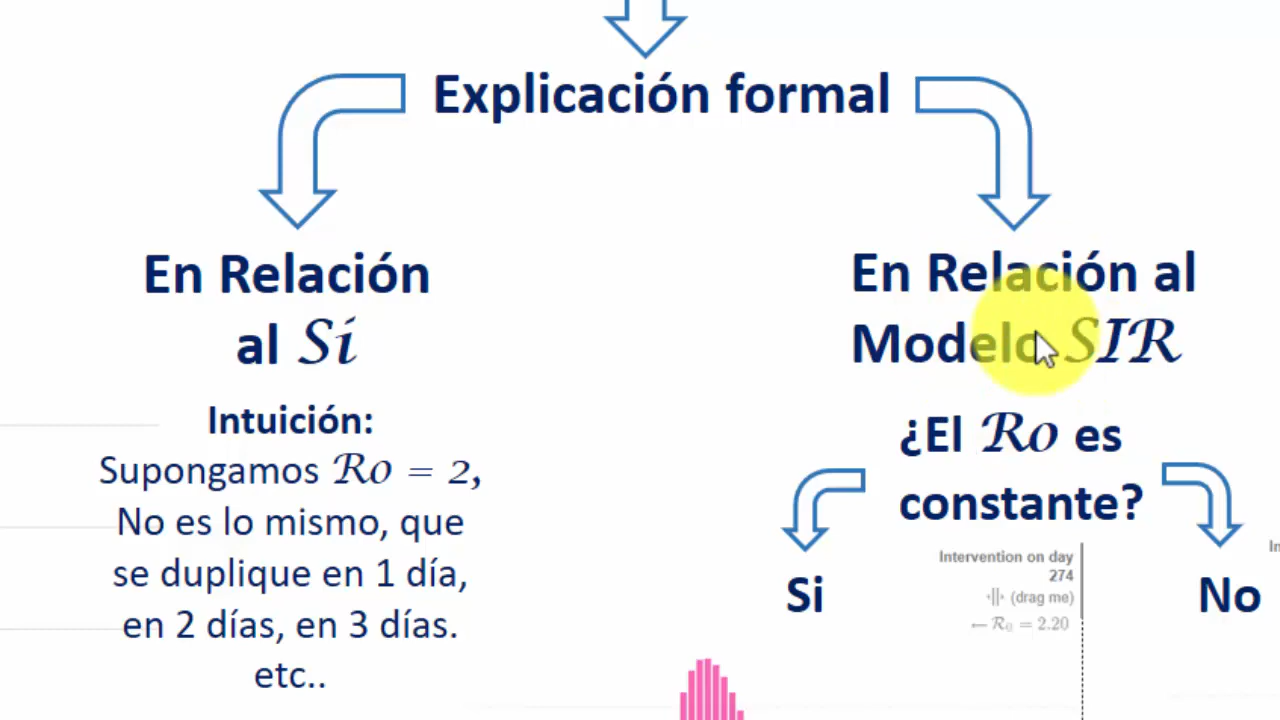 Explicación formal
En Relación
al Si
Intuición:
Supongamos Ro = 2,
No es lo mismo, que
se duplique en 1 día,
en 2 días, en 3 días.
etc..
En Relación al
Modelo SIR
¿El Ro es
constante?
Si
No
Intervention on day
274
(drag me)
← R₀ = 2.20